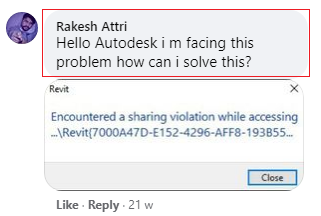 Rakesh Attri
Hello Autodesk i m facing this
problem how can i solve this?
Revit
Encountered a sharing violation while accessing
...\Revit{7000A47D-E152-4296-AFF8-193B55...
Close
Like · Reply · 21 w